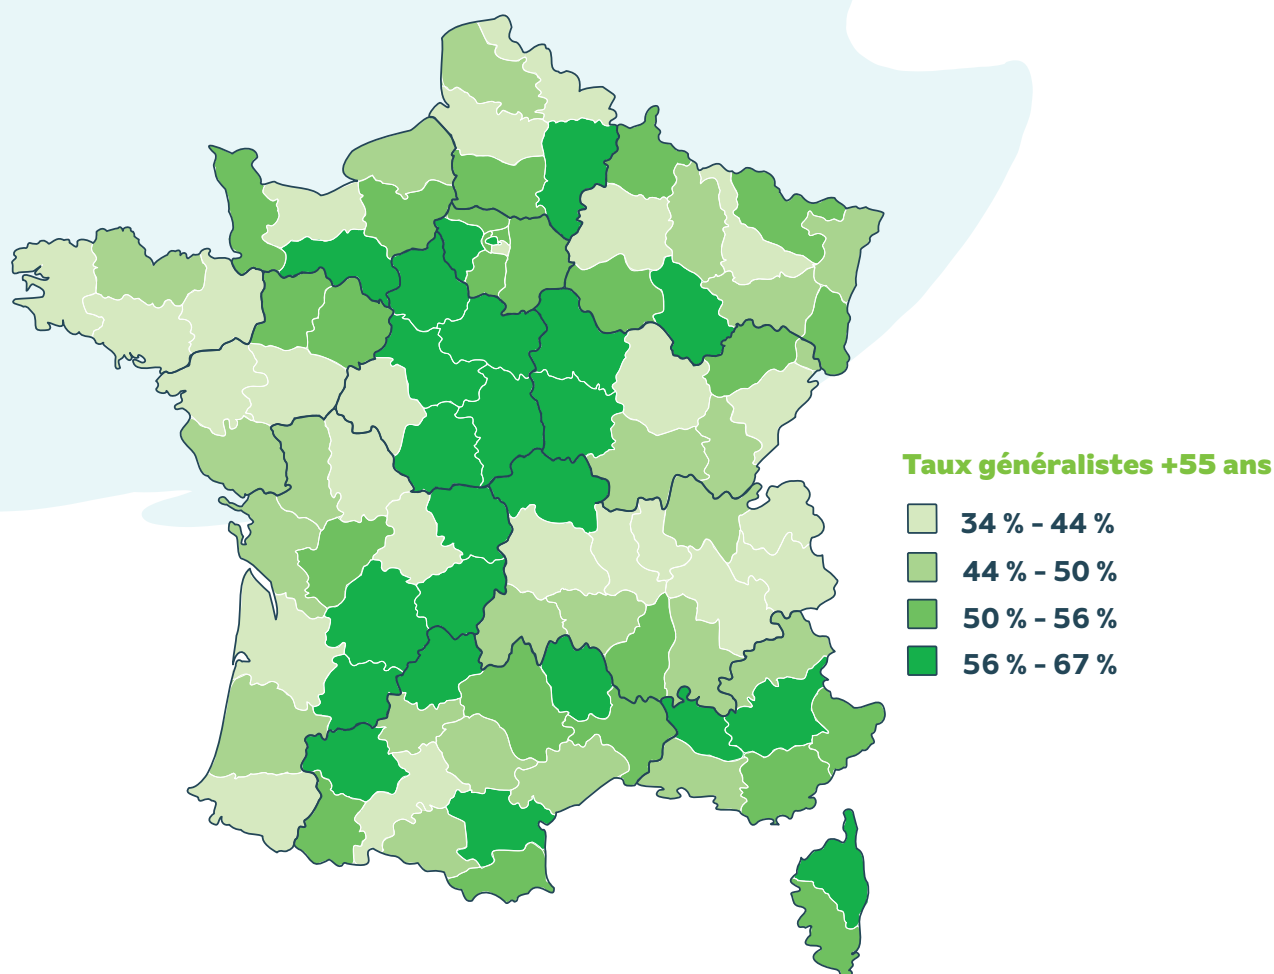 Taux généralistes +55 ans
34 % - 44 %
44 % - 50 %
50 % - 56 %
56 % - 67 %